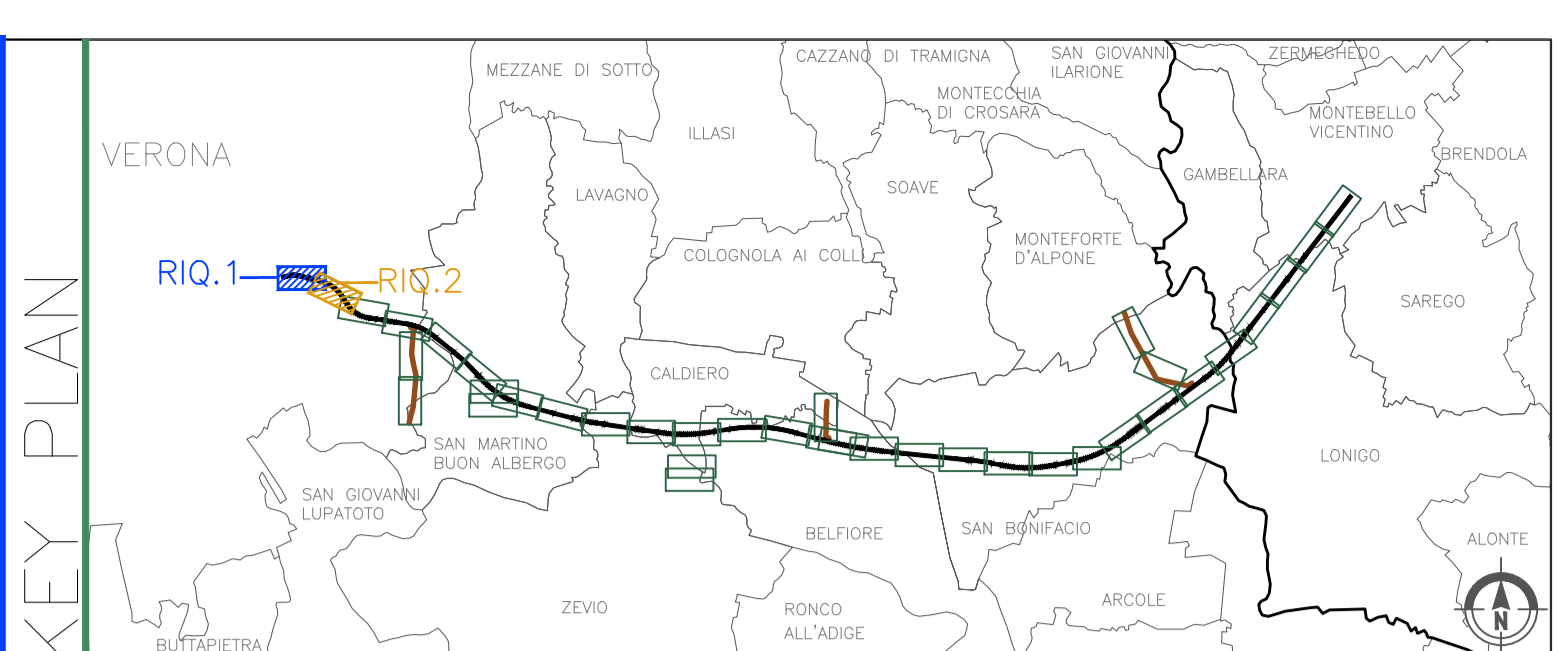 KEY PLAN
MEZZANE DI SOTTO
CAZZANO DI TRAMIGNA
SAN GIOVANNI
ILARIONE
ZERMEGHEDO
MONTECCHIA
DI CROSARA
MONTEBELLO
VICENTINO
ILLASI
VERONA
BRENDOLA
GAMBELLARA
LAVAGNO
SOAVE
MONTEFORTE
D'ALPONE
COLOGNOLA AI COLLI
RIQ.1
RIQ.2
SAREGO
CALDIERO
SAN MARTINO
BUON ALBERGO
LONIGO
SAN GIOVANNI
LUPATOTO
BELFIORE
SAN BONIFACIO
ALONTE
ZEVIO
RONCO
ALL'ADIGE
ARCOLE
N
BUTTAPIETRA